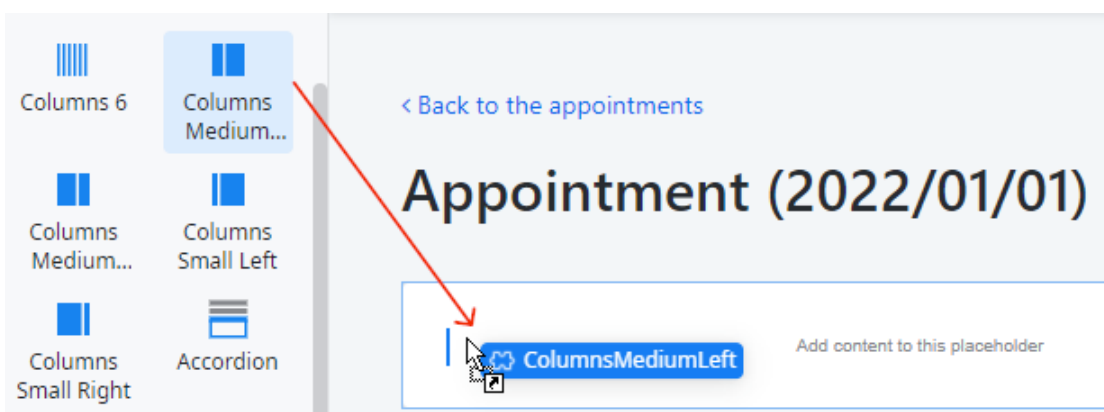 Columns 6
Columns
Medium...
Columns
Medium...
Columns
Small Left
Columns
Small Right
Accordion
< Back to the appointments
Appointment (2022/01/01)
ColumnsMediumLeft
Add content to this placeholder